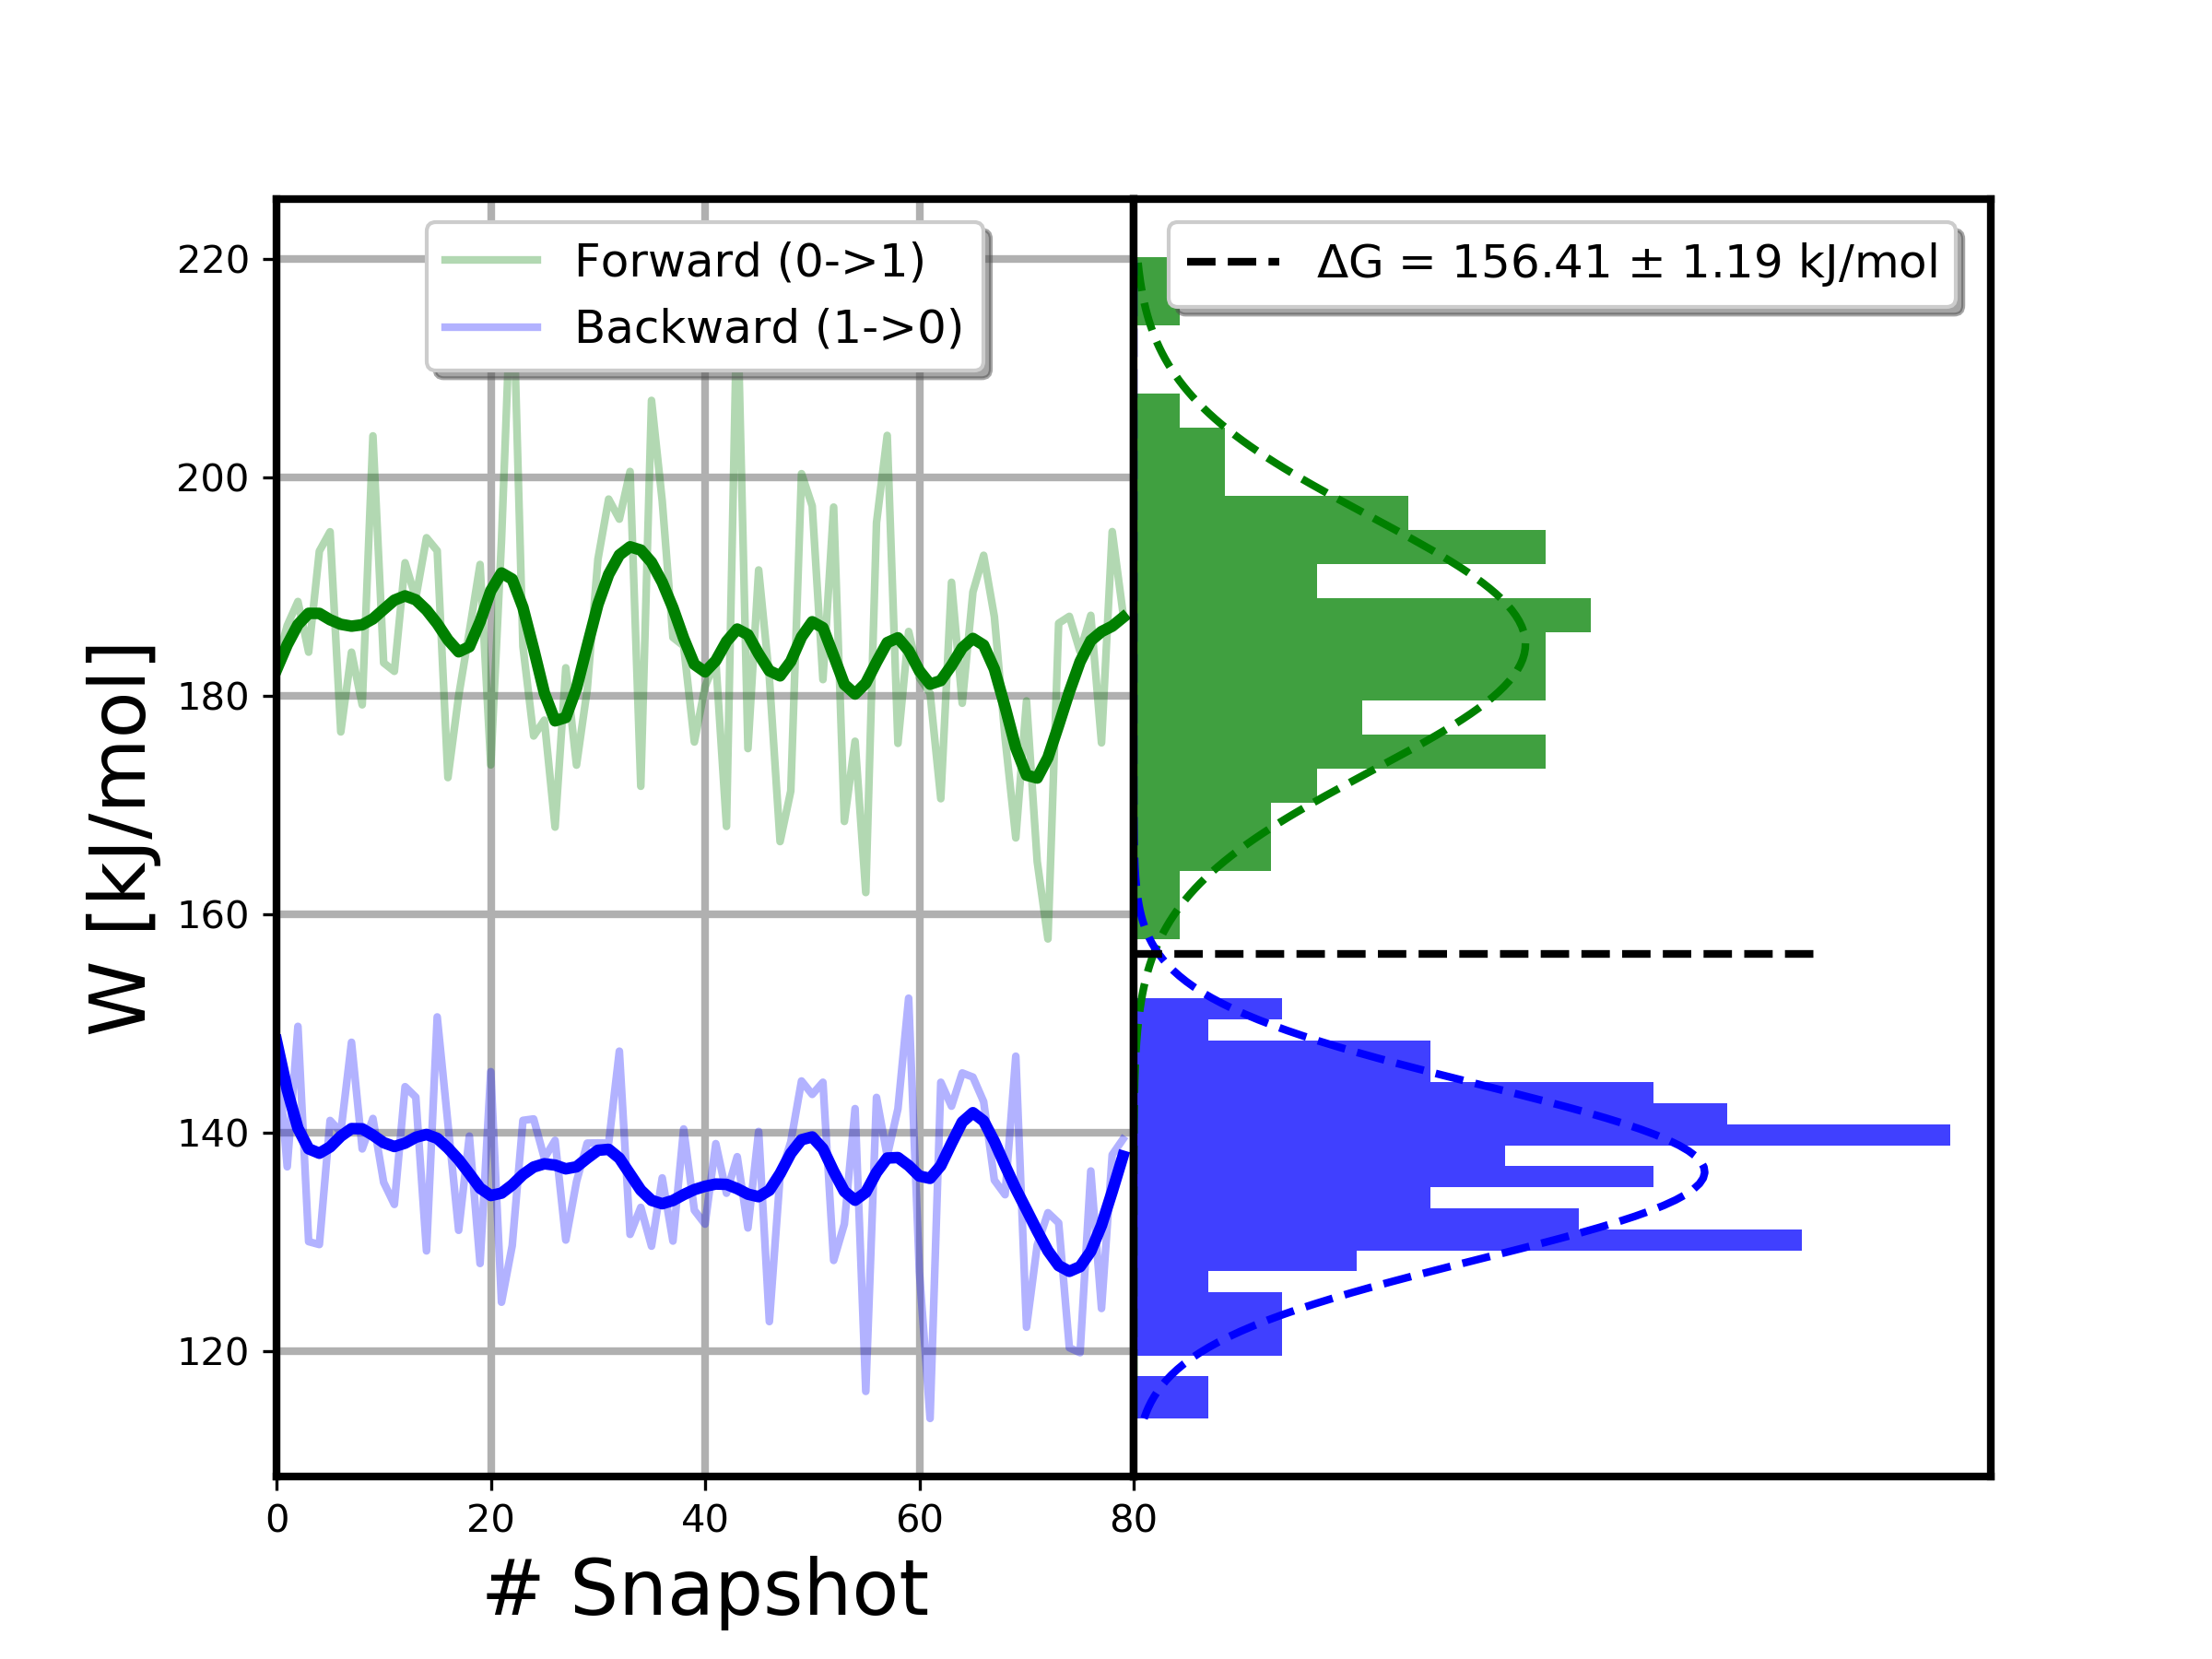 Forward (0->1)
Backward (1->0)
ΔG = 156.41 ± 1.19 kJ/mol
W [kJ/mol]
220
200
180
160
140
120
0 20 40 60 80
# Snapshot